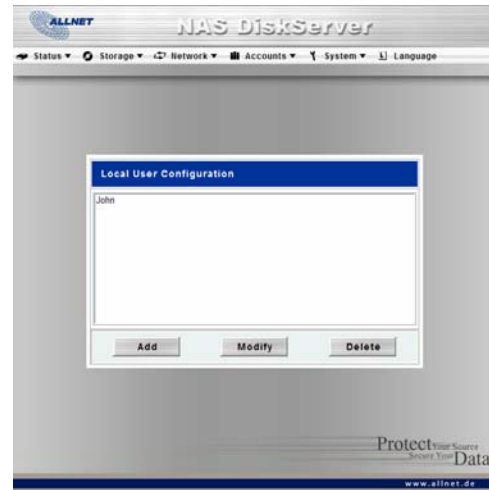 ALLNET
NAS DiskServer
Status Storage Network Accounts System Language
Local User Configuration
John
Add Modify Delete
Protect Your Source
Secure Your Data
www.allnet.de